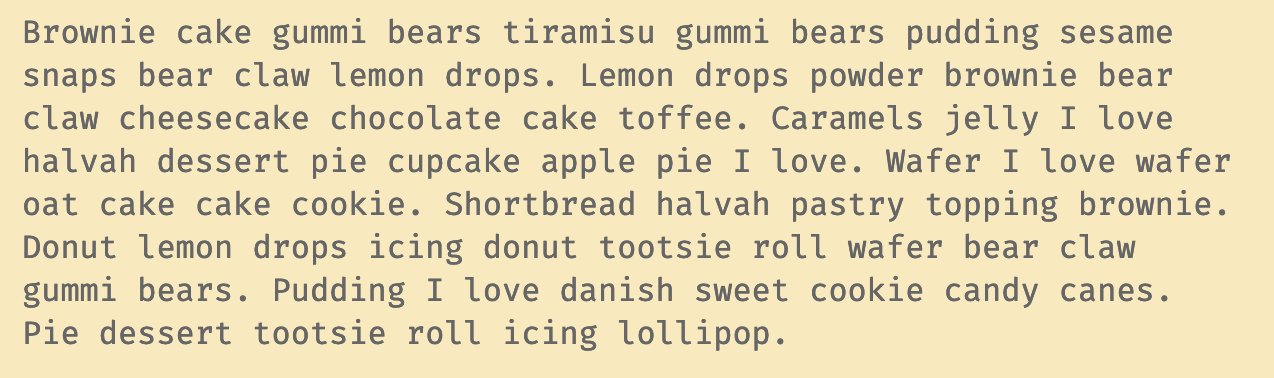 Brownie cake gummi bears tiramisu gummi bears pudding sesame
snaps bear claw lemon drops. Lemon drops powder brownie bear
claw cheesecake chocolate cake toffee. Caramels jelly I love
halvah dessert pie cupcake apple pie I love. Wafer I love wafer
oat cake cake cookie. Shortbread halvah pastry topping brownie.
Donut lemon drops icing donut tootsie roll wafer bear claw
gummi bears. Pudding I love danish sweet cookie candy canes.
Pie dessert tootsie roll icing lollipop.